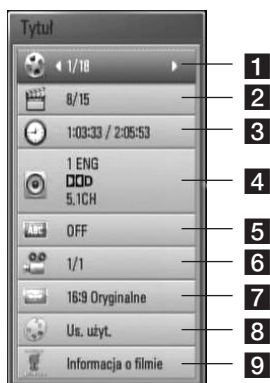 Tytuł
1/18 1
8/15 2
1:03:33 / 2:05:53 3
1 ENG
D 4
5.1CH
ABC OFF 5
1/1 6
16:9 Oryginalne 7
Us. użyt. 8
Informacja o filmie 9